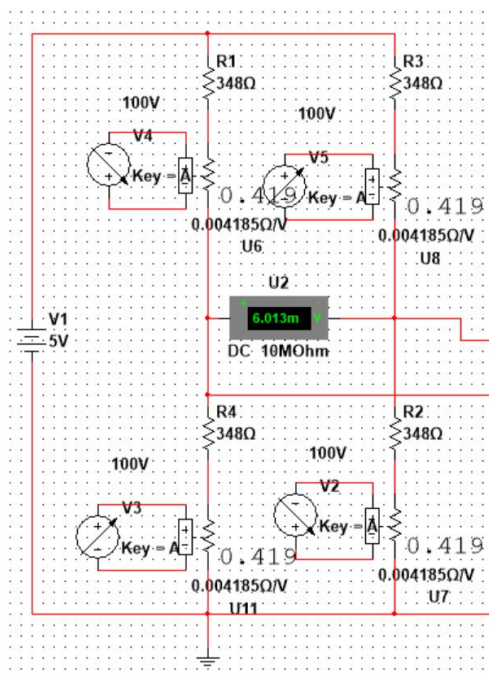 R1
348Ω
R3
348Ω
100V
V4
Key = A
0.419
0.004185Ω/V
U6
100V
V5
Key = A
0.419
0.004185Ω/V
U8
U2
6.013m
V
DC 10MOhm
V1
5V
R4
348Ω
R2
348Ω
100V
V3
Key = A
0.419
0.004185Ω/V
U11
100V
V2
Key = A
0.419
0.004185Ω/V
U7